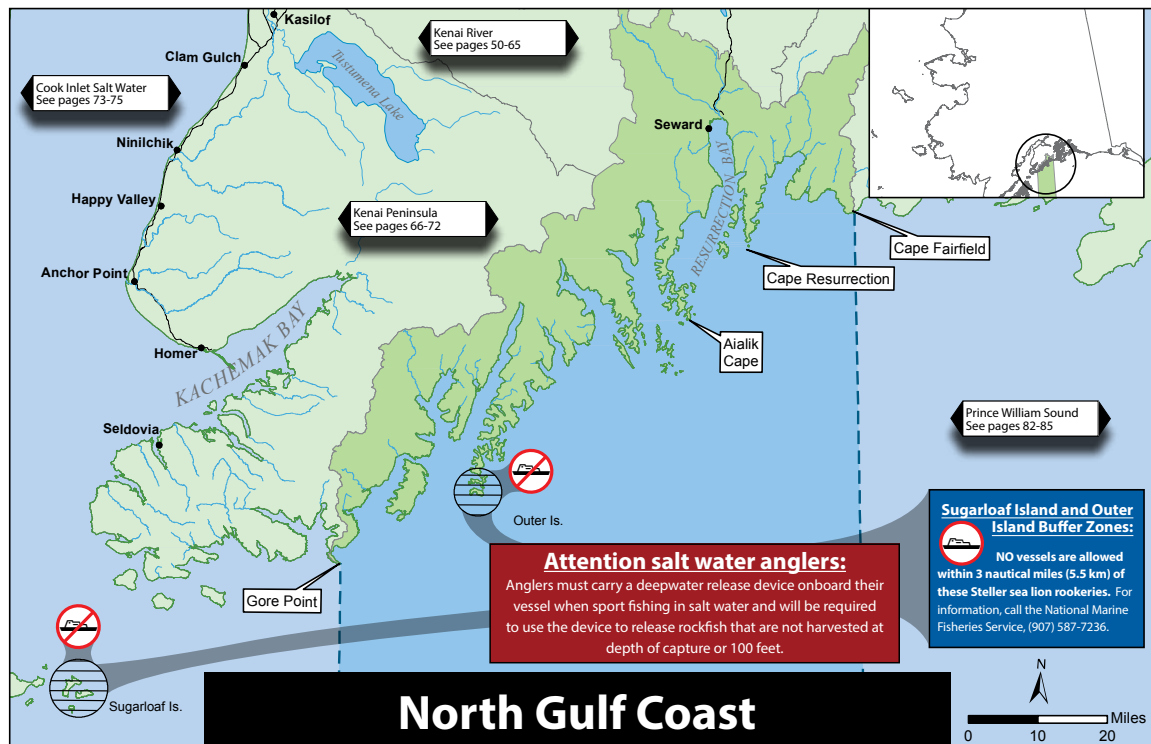 Kasilof
Kenai River
See pages 50-65
Clam Gulch
Tustumena Lake
Cook Inlet Salt Water
See pages 73-75
Seward
Ninilchik
RESURRECTION BAY
Happy Valley
Kenai Peninsula
See pages 66-72
Cape Fairfield
Anchor Point
Cape Resurrection
KACHEMAK BAY
Homer
Aialik
Cape
Seldovia
Prince William Sound
See pages 82-85
Outer Is.
Sugarloaf Island and Outer
Island Buffer Zones:
NO vessels are allowed
within 3 nautical miles (5.5 km) of
these Steller sea lion rookeries. For
information, call the National Marine
Fisheries Service, (907) 587-7236.
Attention salt water anglers:
Anglers must carry a deepwater release device onboard their
vessel when sport fishing in salt water and will be required
to use the device to release rockfish that are not harvested at
depth of capture or 100 feet.
Gore Point
Sugarloaf Is.
North Gulf Coast
N
Miles
0 10 20